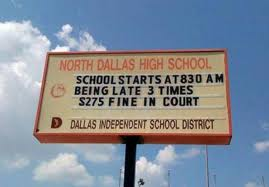 NORTH DALLAS HIGH SCHOOL
SCHOOL STARTS AT 830 AM
BEING LATE 3 TIMES
S275 FINE IN COURT
DALLAS INDEPENDENT SCHOOL DISTRICT